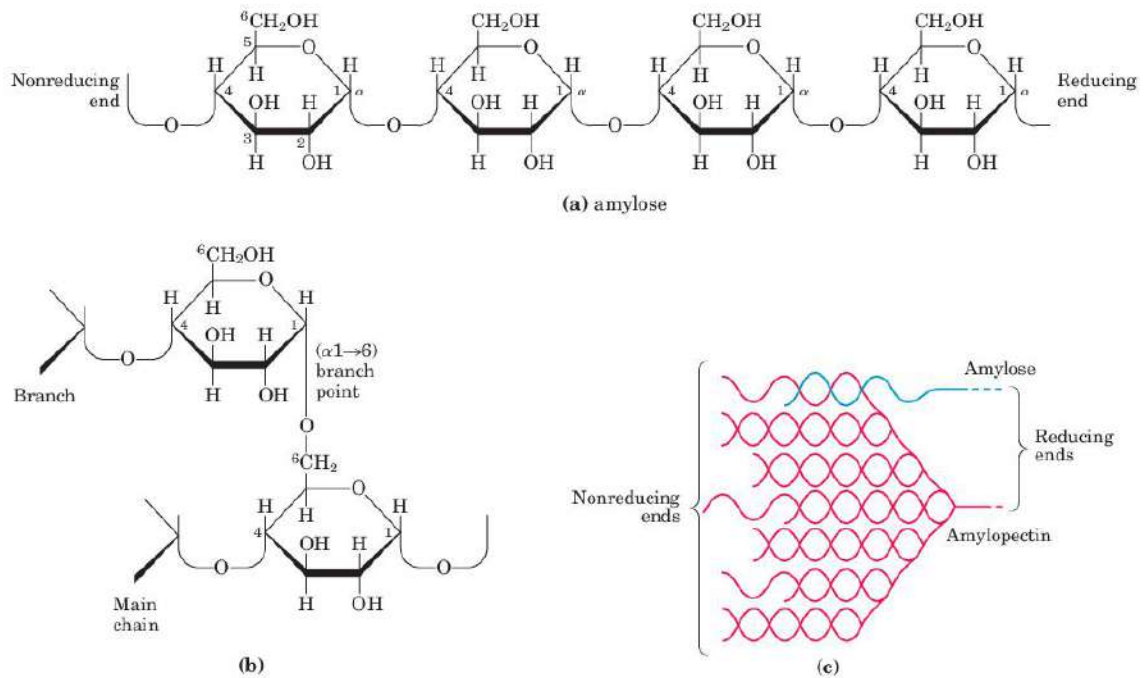 ⁶CH₂OH CH₂OH CH₂OH CH₂OH
5 O O O O
H H H H H H H H
H H H H
Nonreducing end
4 1 α 4 1 α 4 1 α 4 1 α
Reducing end
OH H OH H OH H OH H
O O O O
3 2
H OH H OH H OH H OH
(a) amylose
⁶CH₂OH
O
H H
H
4 1
OH H
O
(α1→6)
branch
point
H OH
Branch
O
⁶CH₂
O
H H
H
4 1
OH H
O O
H OH
Main
chain
(b)
Amylose
Reducing
ends
Nonreducing
ends
Amylopectin
(c)